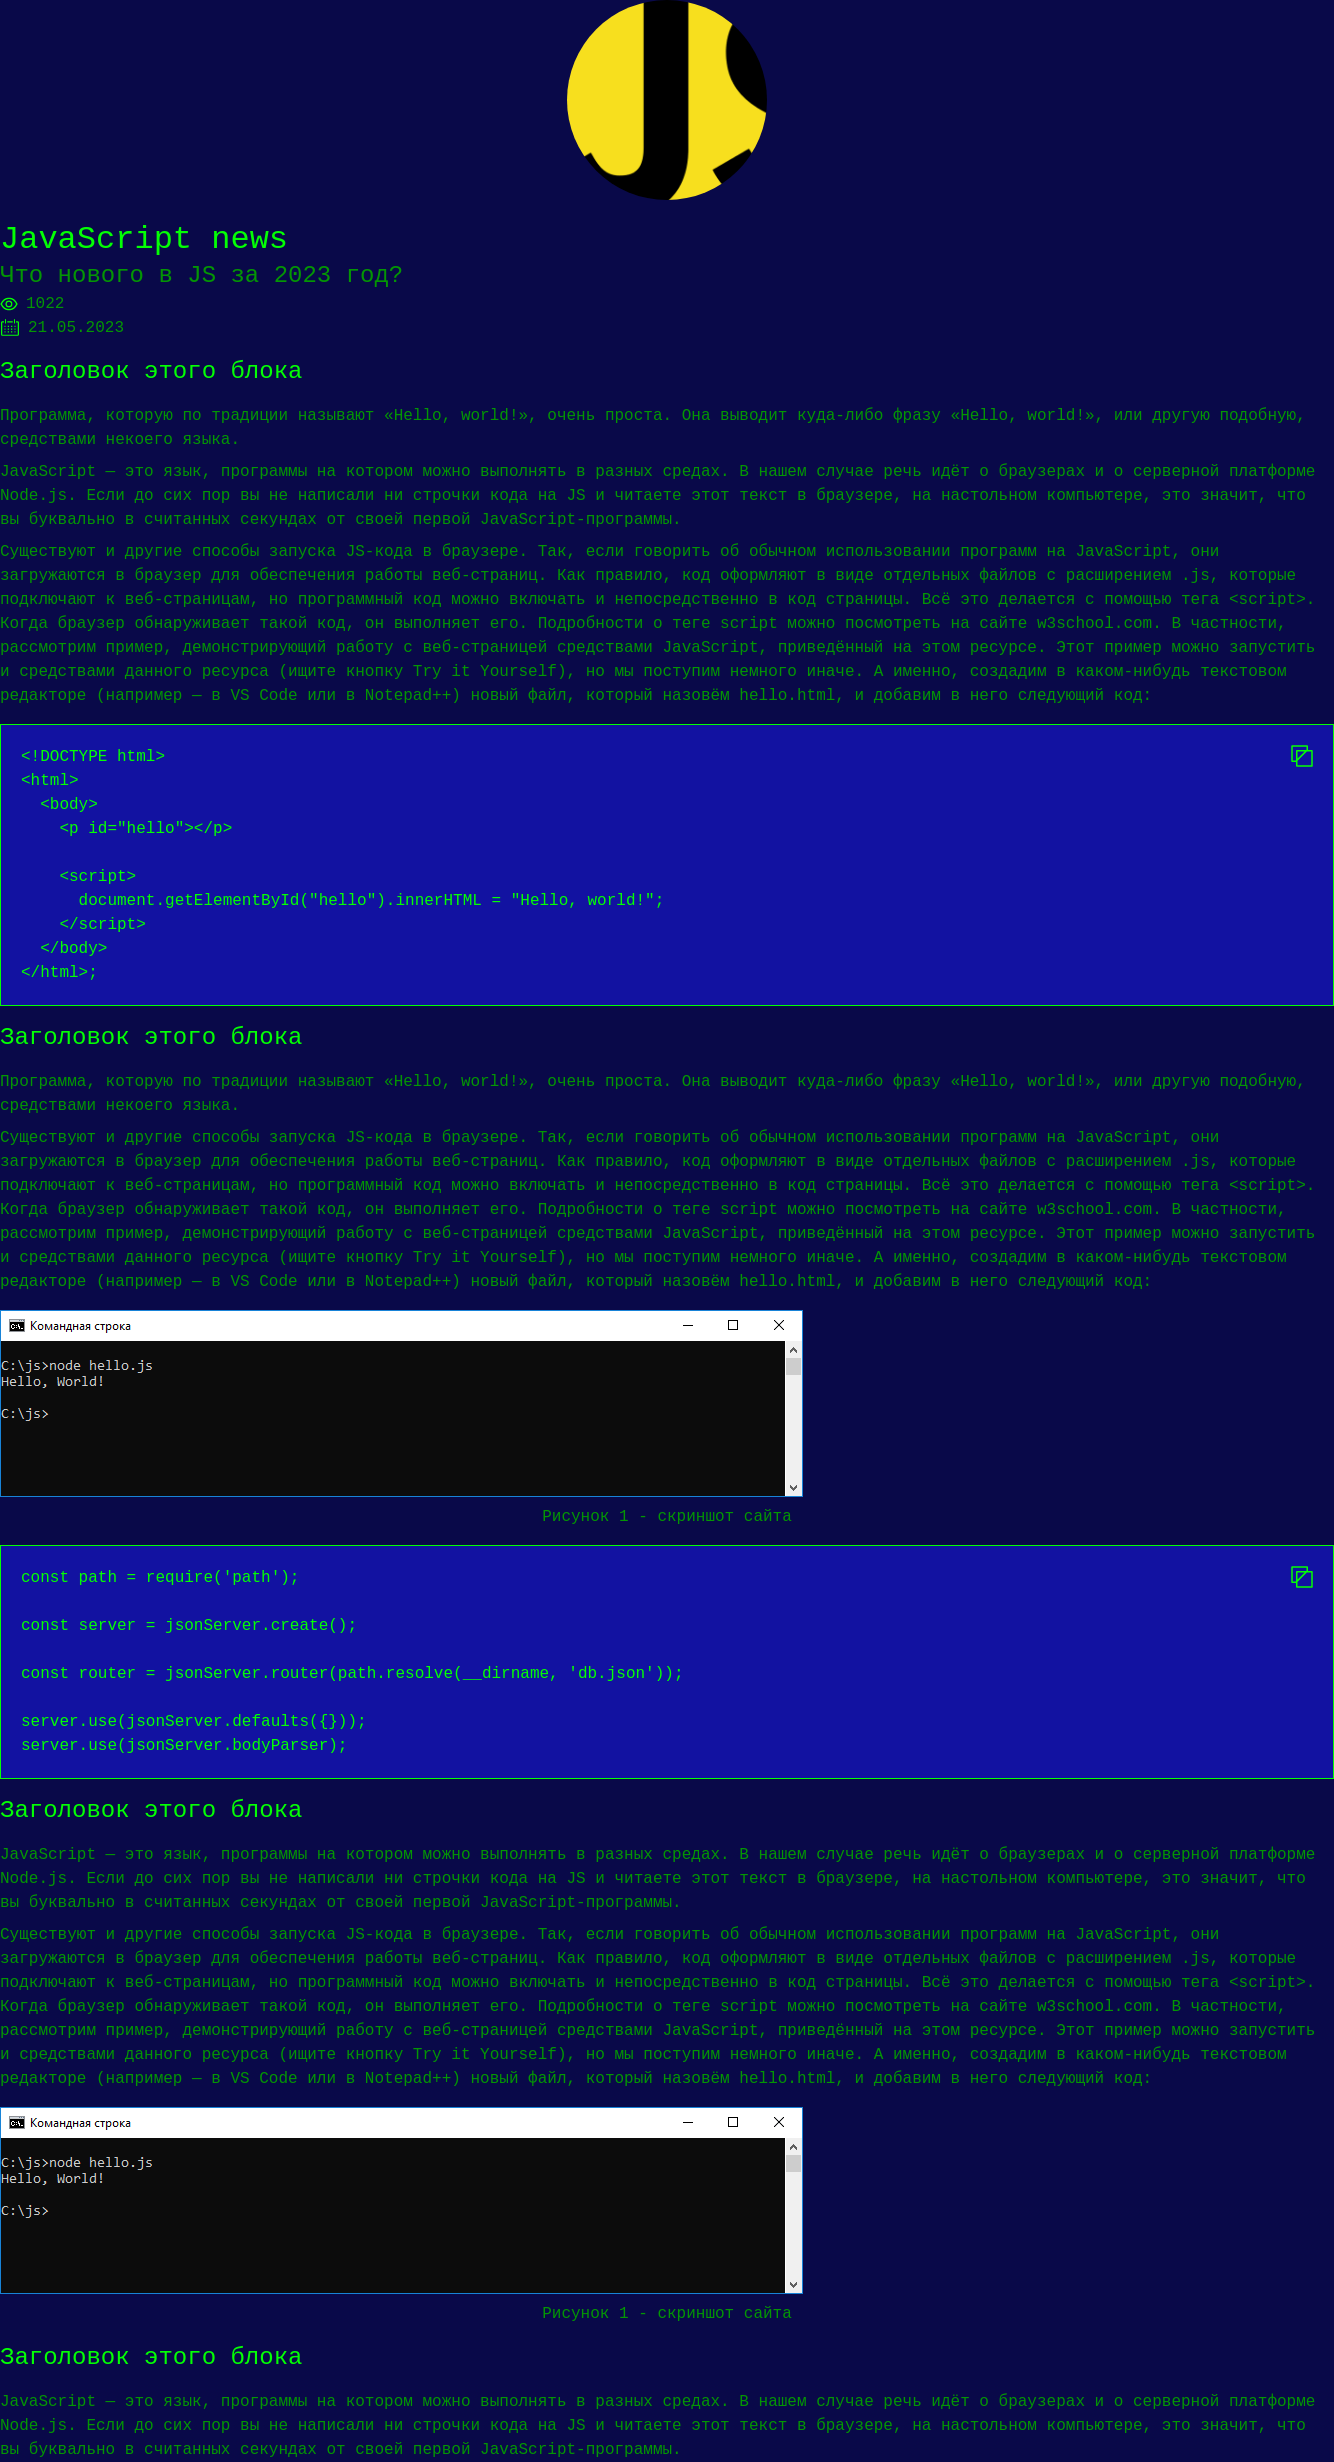 JavaScript news
Что нового в JS за 2023 год?
1022
21.05.2023
Заголовок этого блока
Программа, которую по традиции называют «Hello, world!», очень проста. Она выводит куда-либо фразу «Hello, world!», или другую подобную,
средствами некоего языка.
JavaScript — это язык, программы на котором можно выполнять в разных средах. В нашем случае речь идёт о браузерах и о серверной платформе
Node.js. Если до сих пор вы не написали ни строчки кода на JS и читаете этот текст в браузере, на настольном компьютере, это значит, что
вы буквально в считанных секундах от своей первой JavaScript-программы.
Существуют и другие способы запуска JS-кода в браузере. Так, если говорить об обычном использовании программ на JavaScript, они
загружаются в браузер для обеспечения работы веб-страниц. Как правило, код оформляют в виде отдельных файлов с расширением .js, которые
подключают к веб-страницам, но программный код можно включать и непосредственно в код страницы. Всё это делается с помощью тега <script>.
Когда браузер обнаруживает такой код, он выполняет его. Подробности о теге script можно посмотреть на сайте w3school.com. В частности,
рассмотрим пример, демонстрирующий работу с веб-страницей средствами JavaScript, приведённый на этом ресурсе. Этот пример можно запустить
и средствами данного ресурса (ищите кнопку Try it Yourself), но мы поступим немного иначе. А именно, создадим в каком-нибудь текстовом
редакторе (например — в VS Code или в Notepad++) новый файл, который назовём hello.html, и добавим в него следующий код:
<!DOCTYPE html>
<html>
  <body>
    <p id="hello"></p>
    <script>
      document.getElementById("hello").innerHTML = "Hello, world!";
    </script>
  </body>
</html>;
Заголовок этого блока
Программа, которую по традиции называют «Hello, world!», очень проста. Она выводит куда-либо фразу «Hello, world!», или другую подобную,
средствами некоего языка.
Существуют и другие способы запуска JS-кода в браузере. Так, если говорить об обычном использовании программ на JavaScript, они
загружаются в браузер для обеспечения работы веб-страниц. Как правило, код оформляют в виде отдельных файлов с расширением .js, которые
подключают к веб-страницам, но программный код можно включать и непосредственно в код страницы. Всё это делается с помощью тега <script>.
Когда браузер обнаруживает такой код, он выполняет его. Подробности о теге script можно посмотреть на сайте w3school.com. В частности,
рассмотрим пример, демонстрирующий работу с веб-страницей средствами JavaScript, приведённый на этом ресурсе. Этот пример можно запустить
и средствами данного ресурса (ищите кнопку Try it Yourself), но мы поступим немного иначе. А именно, создадим в каком-нибудь текстовом
редакторе (например — в VS Code или в Notepad++) новый файл, который назовём hello.html, и добавим в него следующий код:
Командная строка
C:\js>node hello.js
Hello, World!
C:\js>
Рисунок 1 - скриншот сайта
const path = require('path');
const server = jsonServer.create();
const router = jsonServer.router(path.resolve(__dirname, 'db.json'));
server.use(jsonServer.defaults({}));
server.use(jsonServer.bodyParser);
Заголовок этого блока
JavaScript — это язык, программы на котором можно выполнять в разных средах. В нашем случае речь идёт о браузерах и о серверной платформе
Node.js. Если до сих пор вы не написали ни строчки кода на JS и читаете этот текст в браузере, на настольном компьютере, это значит, что
вы буквально в считанных секундах от своей первой JavaScript-программы.
Существуют и другие способы запуска JS-кода в браузере. Так, если говорить об обычном использовании программ на JavaScript, они
загружаются в браузер для обеспечения работы веб-страниц. Как правило, код оформляют в виде отдельных файлов с расширением .js, которые
подключают к веб-страницам, но программный код можно включать и непосредственно в код страницы. Всё это делается с помощью тега <script>.
Когда браузер обнаруживает такой код, он выполняет его. Подробности о теге script можно посмотреть на сайте w3school.com. В частности,
рассмотрим пример, демонстрирующий работу с веб-страницей средствами JavaScript, приведённый на этом ресурсе. Этот пример можно запустить
и средствами данного ресурса (ищите кнопку Try it Yourself), но мы поступим немного иначе. А именно, создадим в каком-нибудь текстовом
редакторе (например — в VS Code или в Notepad++) новый файл, который назовём hello.html, и добавим в него следующий код:
Командная строка
C:\js>node hello.js
Hello, World!
C:\js>
Рисунок 1 - скриншот сайта
Заголовок этого блока
JavaScript — это язык, программы на котором можно выполнять в разных средах. В нашем случае речь идёт о браузерах и о серверной платформе
Node.js. Если до сих пор вы не написали ни строчки кода на JS и читаете этот текст в браузере, на настольном компьютере, это значит, что
вы буквально в считанных секундах от своей первой JavaScript-программы.